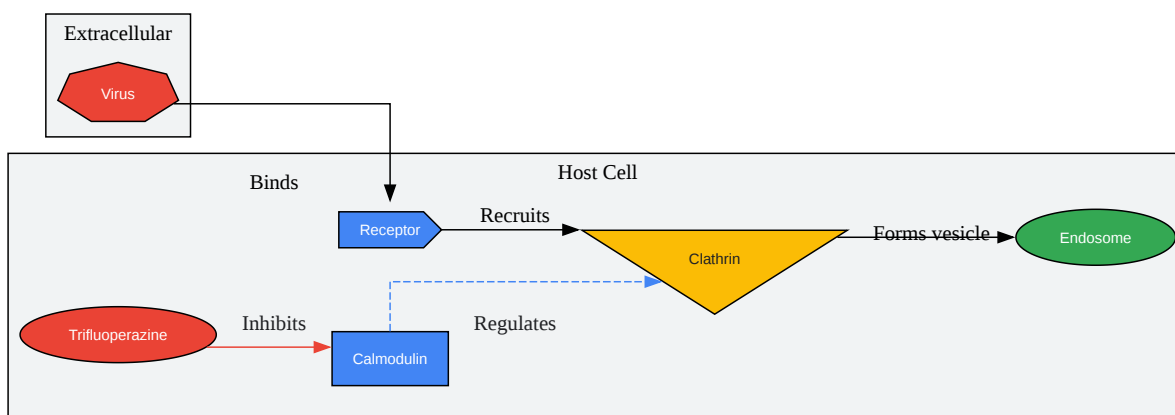 Extracellular
Virus
Host Cell
Binds
Receptor
Recruits
Clathrin
Forms vesicle
Endosome
Trifluoperazine
Inhibits
Calmodulin
Regulates